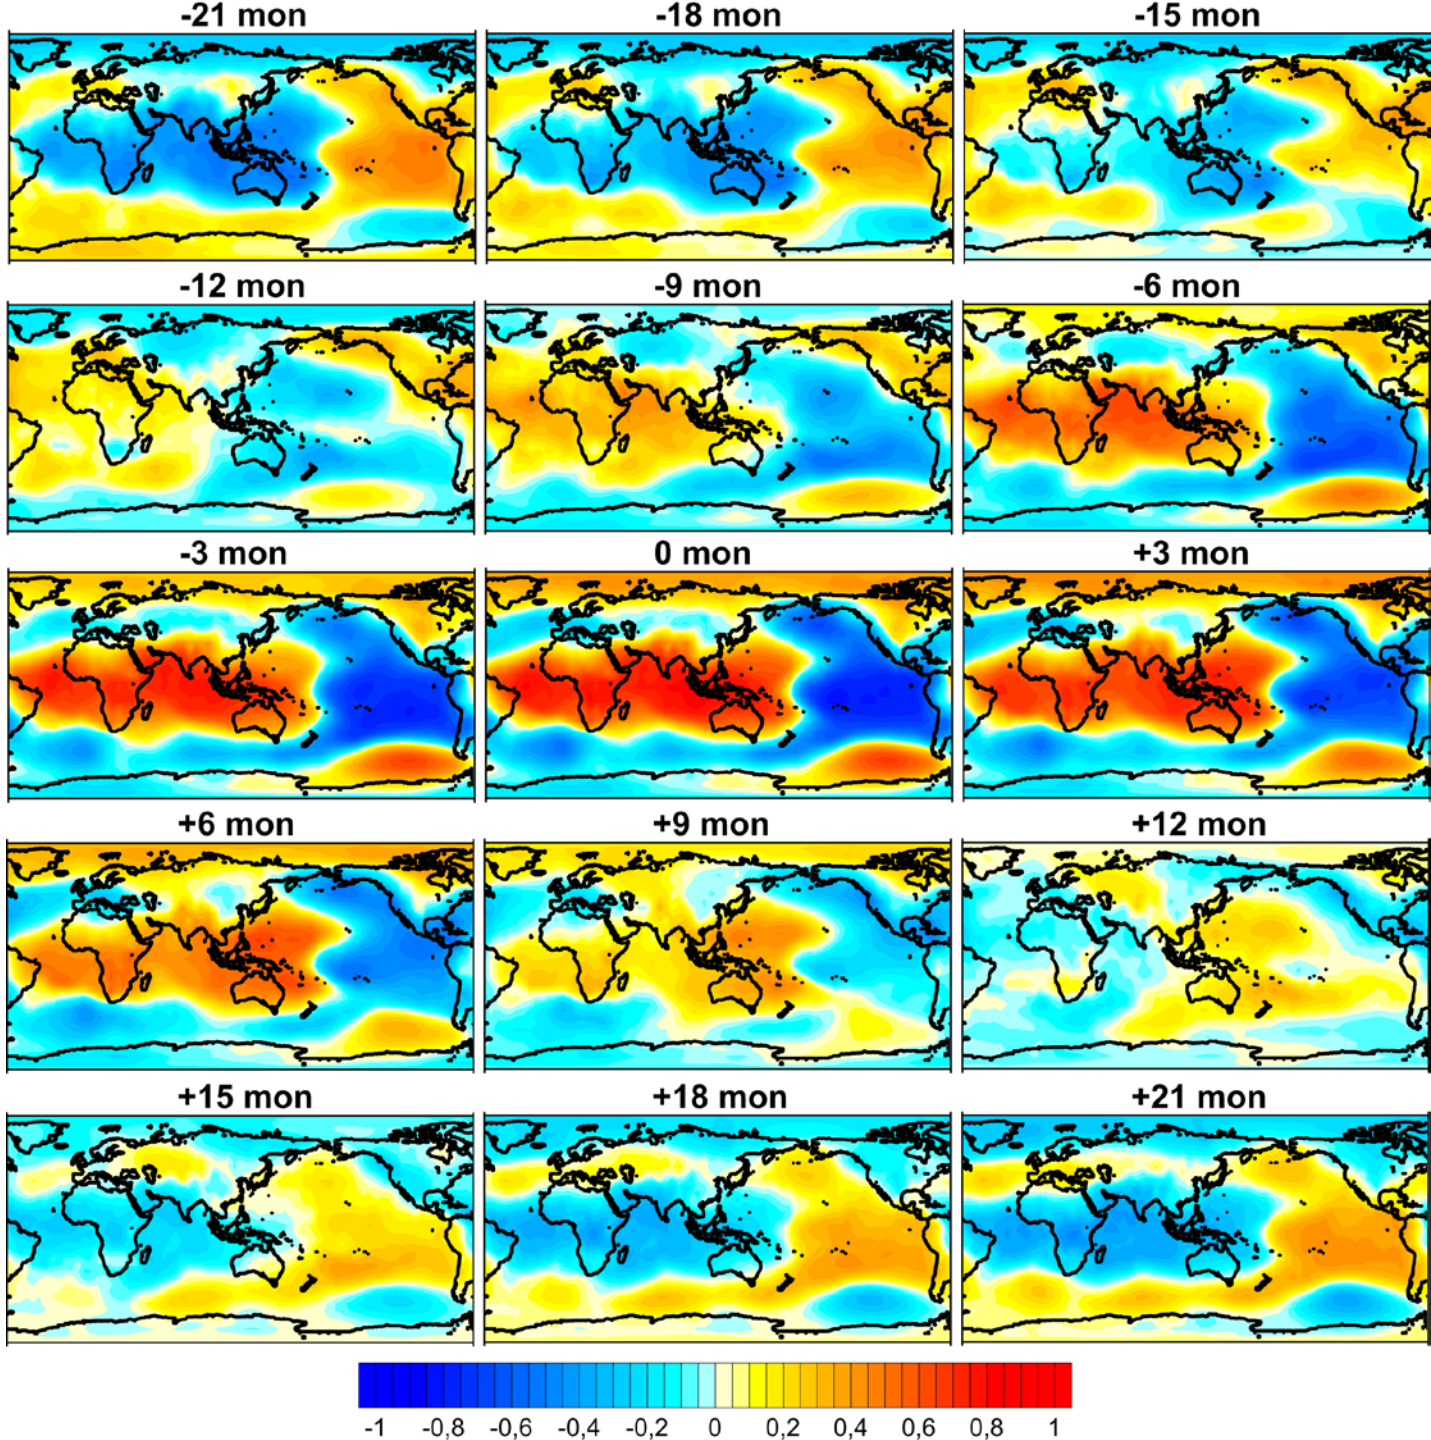 -21 mon -18 mon -15 mon
-12 mon -9 mon -6 mon
-3 mon 0 mon +3 mon
+6 mon +9 mon +12 mon
+15 mon +18 mon +21 mon
-1 -0,8 -0,6 -0,4 -0,2 0 0,2 0,4 0,6 0,8 1